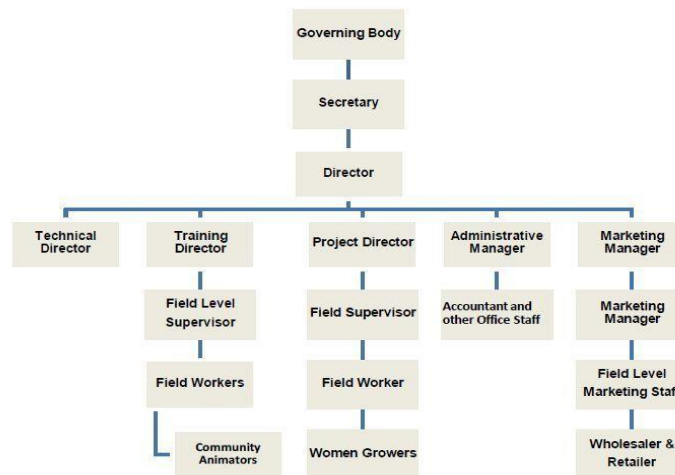 Governing Body
Secretary
Director
Technical
Director
Training
Director
Project Director
Administrative
Manager
Marketing
Manager
Field Level
Supervisor
Field Supervisor
Accountant and
other Office Staff
Marketing
Manager
Field Workers
Field Worker
Field Level
Marketing Staff
Community
Animators
Women Growers
Wholesaler &
Retailer